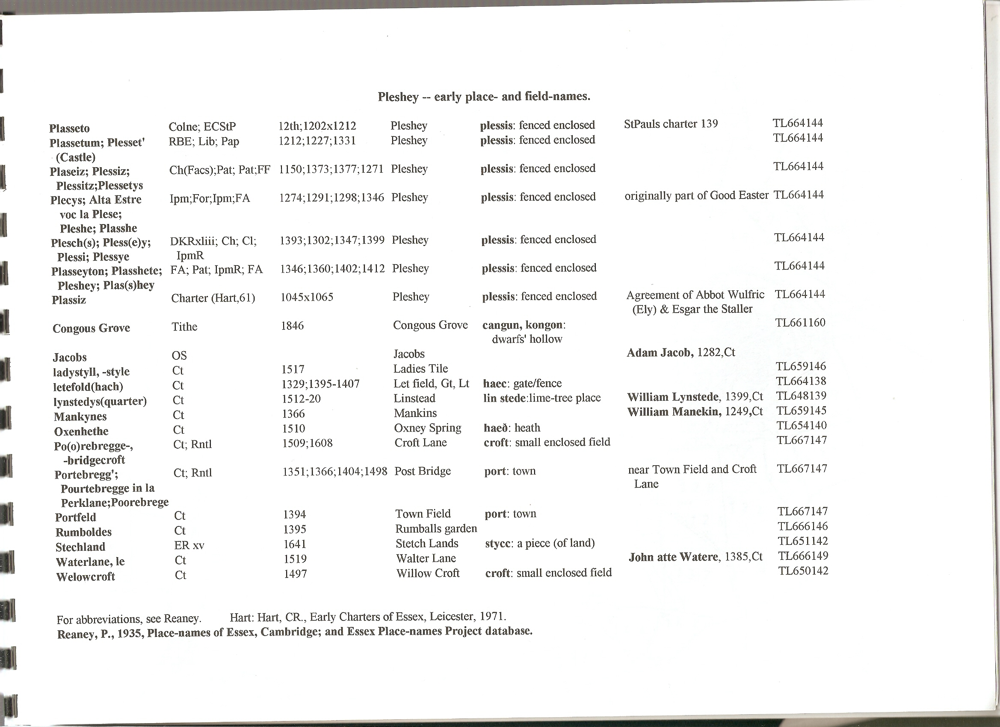 Pleshey -- early place- and field-names.
Plasseto Colne; ECStP 12th;1202x1212 Pleshey plessis: fenced enclosed StPauls charter 139 TL664144
Plassetum; Plesset' RBE; Lib; Pap 1212;1227;1331 Pleshey plessis: fenced enclosed TL664144
(Castle)
Plaseiz; Plessiz; Ch(Facs);Pat; Pat;FF 1150;1373;1377;1271 Pleshey plessis: fenced enclosed TL664144
Plessitz;Plessetys
Plecys; Alta Estre Ipm;For;Ipm;FA 1274;1291;1298;1346 Pleshey plessis: fenced enclosed originally part of Good Easter TL664144
voc la Plese;
Pleshe; Plasshe
Plesch(s); Pless(e)y; DKRxliii; Ch; Cl; 1393;1302;1347;1399 Pleshey plessis: fenced enclosed TL664144
Plessi; Plessye IpmR
Plasseyton; Plasshete; FA; Pat; IpmR; FA 1346;1360;1402;1412 Pleshey plessis: fenced enclosed TL664144
Pleshey; Plas(s)hey
Plassiz Charter (Hart,61) 1045x1065 Pleshey plessis: fenced enclosed Agreement of Abbot Wulfric TL664144
(Ely) & Esgar the Staller
Congous Grove Tithe 1846 Congous Grove cangun, kongon: TL661160
dwarfs' hollow
Jacobs OS Jacobs Adam Jacob, 1282,Ct
ladystyll, -style Ct 1517 Ladies Tile TL659146
letefold(hach) Ct 1329;1395-1407 Let field, Gt, Lt haec: gate/fence TL664138
lynstedys(quarter) Ct 1512-20 Linstead lin stede:lime-tree place William Lynstede, 1399,Ct TL648139
Mankynes Ct 1366 Mankins William Manekin, 1249,Ct TL659145
Oxenhethe Ct 1510 Oxney Spring haeð: heath TL654140
Po(o)rebregge-, Ct; Rntl 1509;1608 Croft Lane croft: small enclosed field TL667147
-bridgecroft
Portebregg'; Ct; Rntl 1351;1366;1404;1498 Post Bridge port: town near Town Field and Croft TL667147
Pourtebregge in la Lane
Perklane;Poorebrege
Portfeld Ct 1394 Town Field port: town TL667147
Rumboldes Ct 1395 Rumballs garden TL666146
Stechland ER xv 1641 Stetch Lands stycc: a piece (of land) TL651142
Waterlane, le Ct 1519 Walter Lane John atte Watere, 1385,Ct TL666149
Welowcroft Ct 1497 Willow Croft croft: small enclosed field TL650142
For abbreviations, see Reaney. Hart: Hart, CR., Early Charters of Essex, Leicester, 1971.
Reaney, P., 1935, Place-names of Essex, Cambridge; and Essex Place-names Project database.